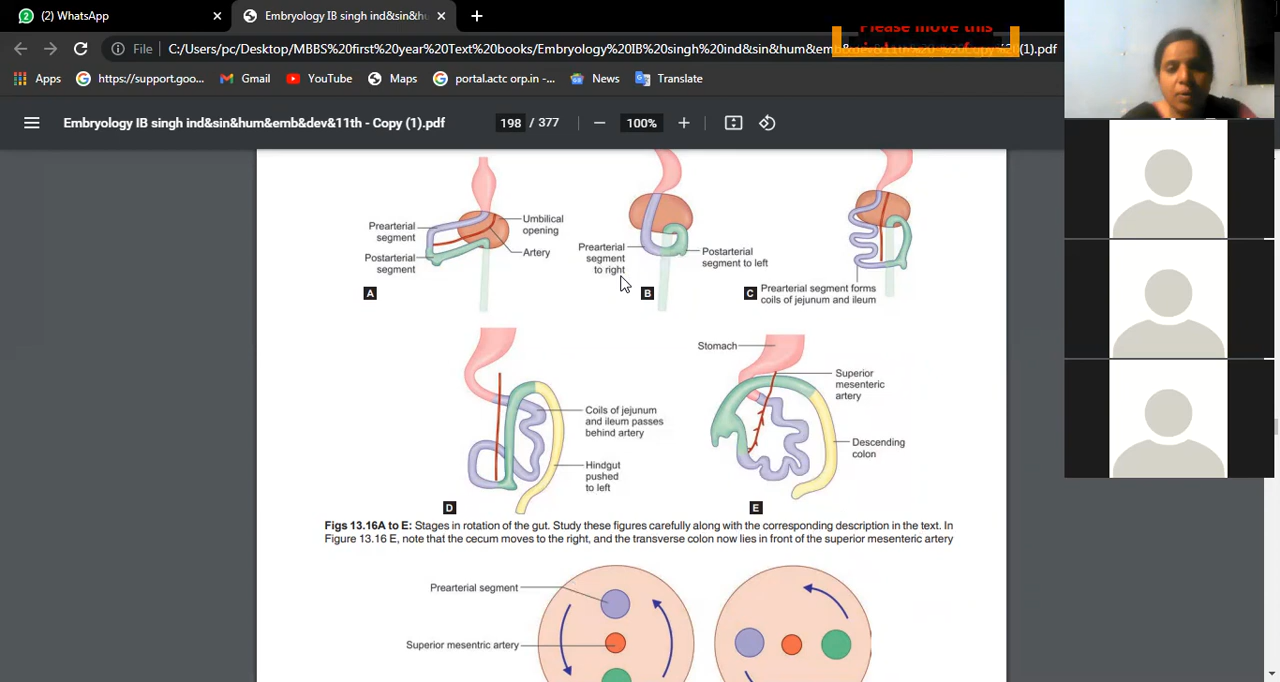 (2) WhatsApp
Embryology IB singh ind&sin&hu
Please move this
File
C:/Users/pc/Desktop/MBBS%20first%20year%20Text%20books/Embryology%20IB%20singh%20ind&sin&hum&emb
(1).pdf
Apps
https://support.goo...
Gmail
YouTube
Maps
portal.actc orp.in -...
News
Translate
Embryology IB singh ind&sin&hum&emb&dev&11th - Copy (1).pdf
198 / 377
100%
Prearterial
segment
Postarterial
segment
Umbilical
opening
Artery
A
Prearterial
segment
to right
Postarterial
segment to left
B
Prearterial segment forms
coils of jejunum and ileum
C
Coils of jejunum
and ileum passes
behind artery
Hindgut
pushed
to left
D
Stomach
Superior
mesenteric
artery
Descending
colon
E
Figs 13.16A to E: Stages in rotation of the gut. Study these figures carefully along with the corresponding description in the text. In
Figure 13.16 E, note that the cecum moves to the right, and the transverse colon now lies in front of the superior mesenteric artery
Prearterial segment
Superior mesentric artery